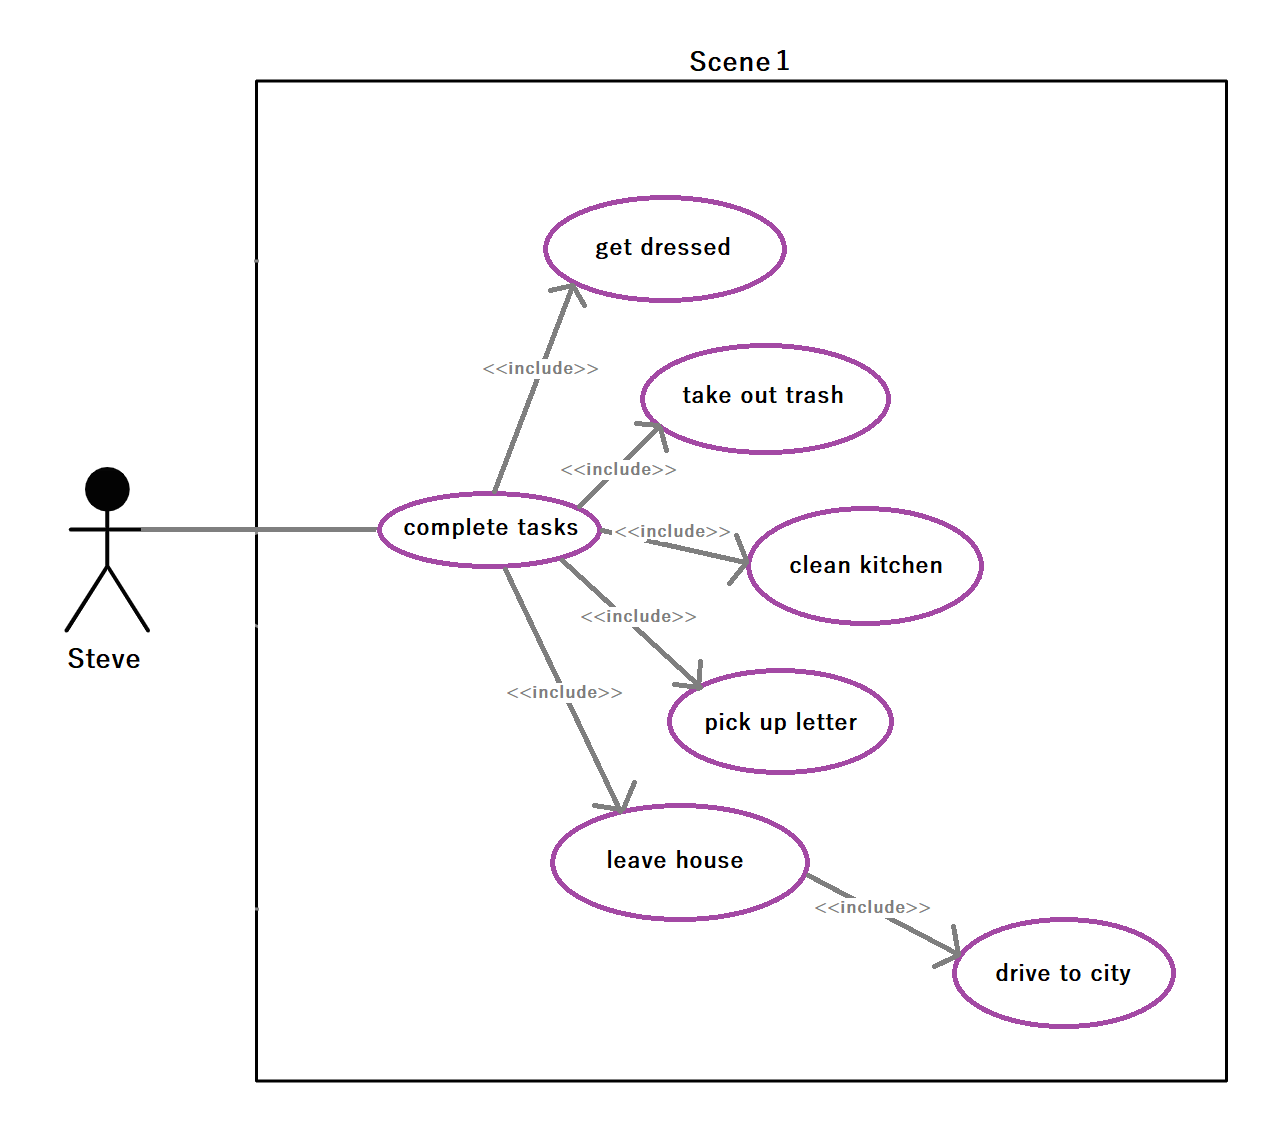 Scene 1
get dressed
<<include>>
take out trash
<<include>>
complete tasks
<<include>>
clean kitchen
<<include>>
Steve
<<include>>
pick up letter
leave house
<<include>>
drive to city